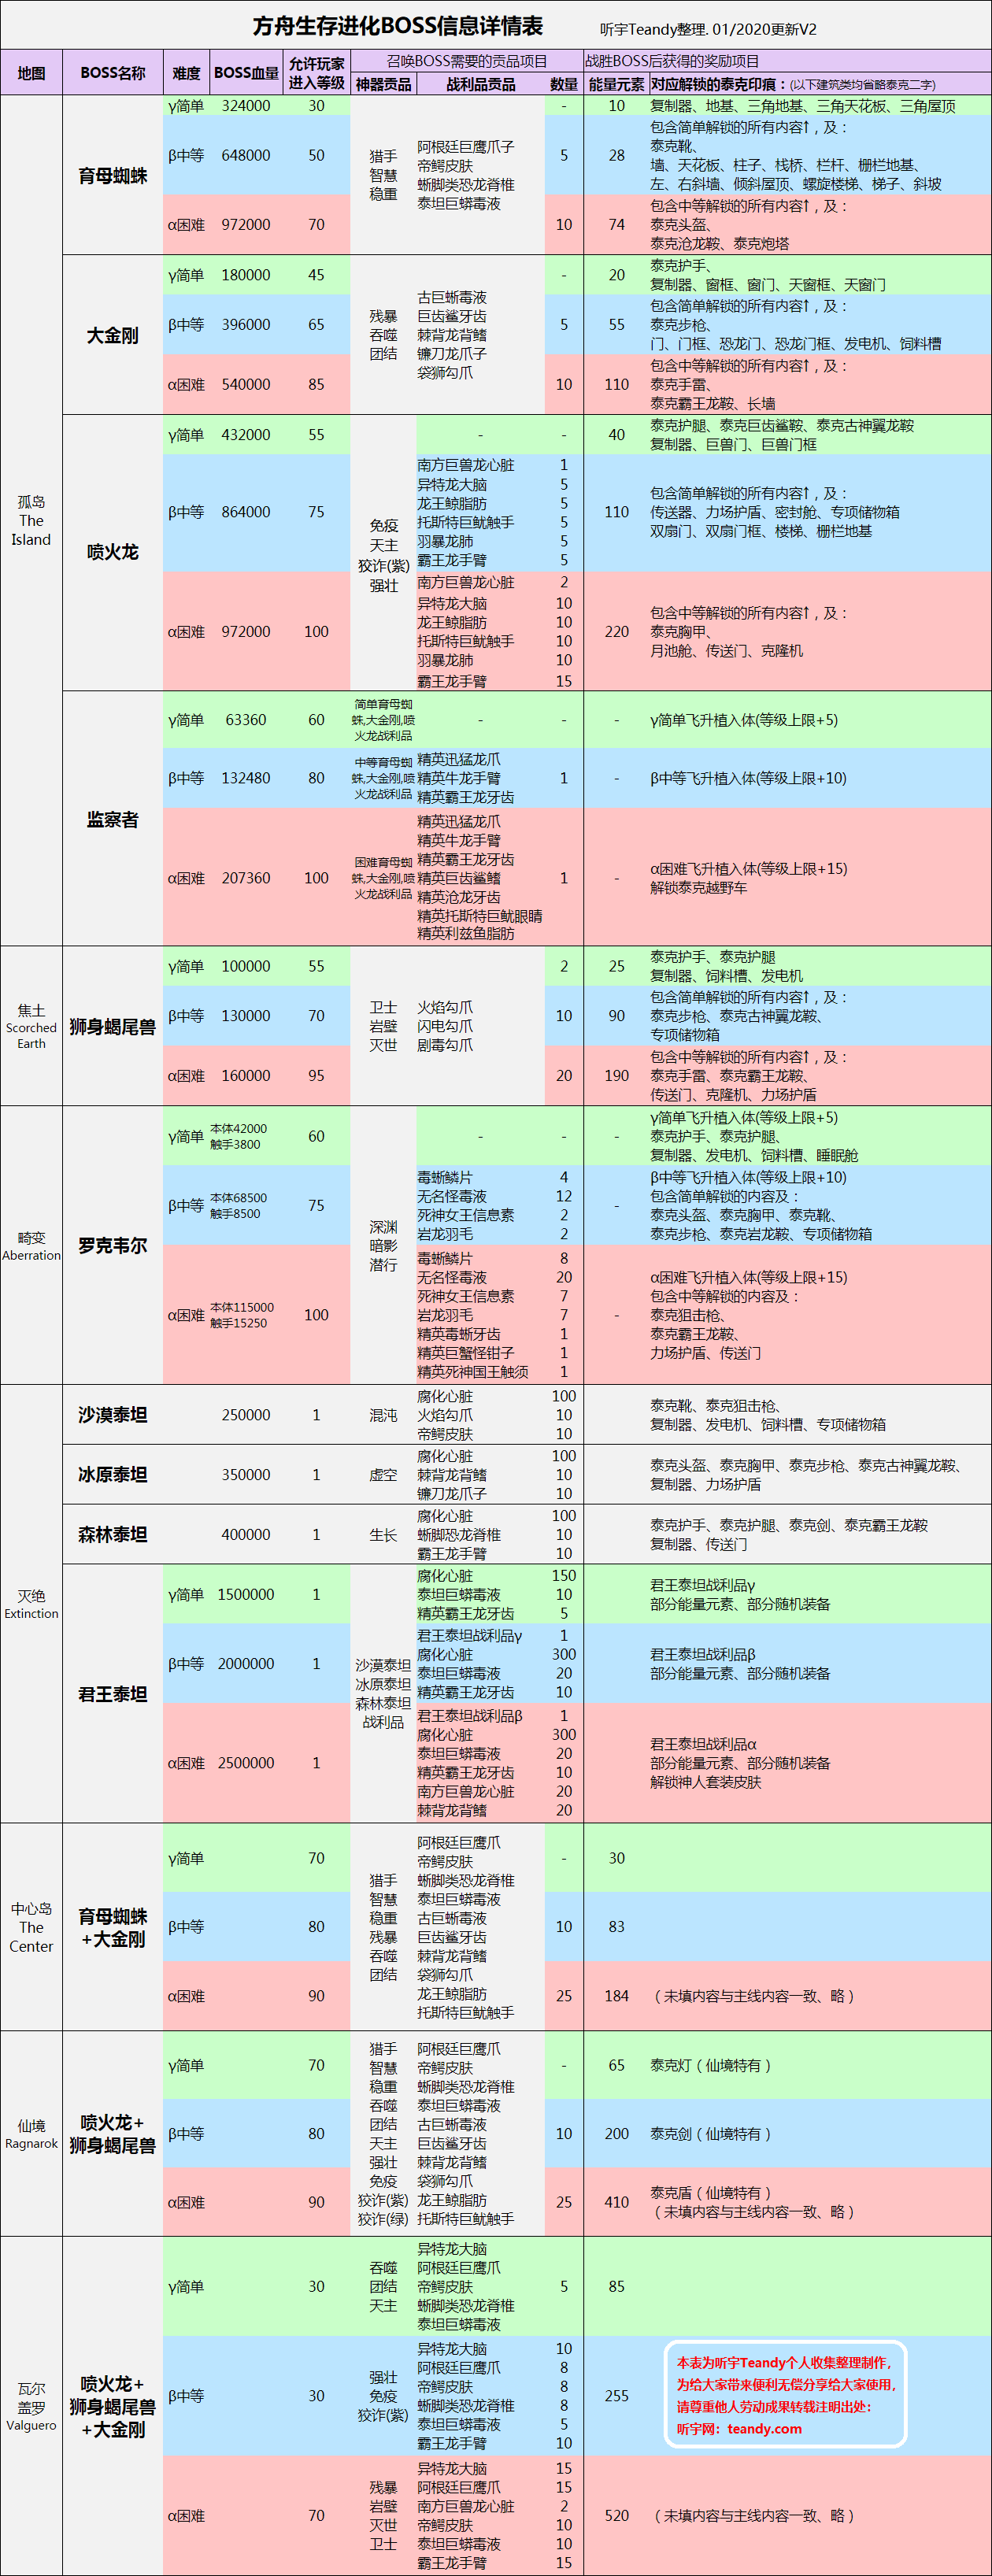 方舟生存进化BOSS信息详情表 听宇Teandy整理. 01/2020更新V2
地图 BOSS名称 难度 BOSS血量 允许玩家进入等级 召唤BOSS需要的贡品项目 战胜BOSS后获得的奖励项目
神器贡品 战利品贡品 数量 能量元素 对应解锁的泰克印痕：(以下建筑类均省略泰克二字)
孤岛
The
Island
育母蜘蛛
猎手
智慧
稳重
阿根廷巨鹰爪子
帝鳄皮肤
蜥脚类恐龙脊椎
泰坦巨蟒毒液
γ简单 324000 30 - 10 复制器、地基、三角地基、三角天花板、三角屋顶
β中等 648000 50 5 28
包含简单解锁的所有内容↑，及：
泰克靴、
墙、天花板、柱子、栈桥、栏杆、栅栏地基、
左、右斜墙、倾斜屋顶、螺旋楼梯、梯子、斜坡
α困难 972000 70 10 74
包含中等解锁的所有内容↑，及：
泰克头盔、
泰克沧龙鞍、泰克炮塔
大金刚
残暴
吞噬
团结
古巨蜥毒液
巨齿鲨牙齿
棘背龙背鳍
镰刀龙爪子
袋狮勾爪
γ简单 180000 45 - 20
泰克护手、
复制器、窗框、窗门、天窗框、天窗门
β中等 396000 65 5 55
包含简单解锁的所有内容↑，及：
泰克步枪、
门、门框、恐龙门、恐龙门框、发电机、饲料槽
α困难 540000 85 10 110
包含中等解锁的所有内容↑，及：
泰克手雷、
泰克霸王龙鞍、长墙
喷火龙
免疫
天主
狡诈(紫)
强壮
γ简单 432000 55 - - 40
泰克护腿、泰克巨齿鲨鞍、泰克古神翼龙鞍
复制器、巨兽门、巨兽门框
β中等 864000 75 110
南方巨兽龙心脏 1
异特龙大脑 5
龙王鲸脂肪 5
托斯特巨鱿触手 5
羽暴龙肺 5
霸王龙手臂 5
包含简单解锁的所有内容↑，及：
传送器、力场护盾、密封舱、专项储物箱
双扇门、双扇门框、楼梯、栅栏地基
α困难 972000 100 220
南方巨兽龙心脏 2
异特龙大脑 10
龙王鲸脂肪 10
托斯特巨鱿触手 10
羽暴龙肺 10
霸王龙手臂 15
包含中等解锁的所有内容↑，及：
泰克胸甲、
月池舱、传送门、克隆机
监察者
γ简单 63360 60
简单育母蜘
蛛,大金刚,喷
火龙战利品
- - - γ简单飞升植入体(等级上限+5)
β中等 132480 80
中等育母蜘
蛛,大金刚,喷
火龙战利品
精英迅猛龙爪
精英牛龙手臂
精英霸王龙牙齿
1 - β中等飞升植入体(等级上限+10)
α困难 207360 100
困难育母蜘
蛛,大金刚,喷
火龙战利品
精英迅猛龙爪
精英牛龙手臂
精英霸王龙牙齿
精英巨齿鲨鳍
精英沧龙牙齿
精英托斯特巨鱿眼睛
精英利兹鱼脂肪
1 -
α困难飞升植入体(等级上限+15)
解锁泰克越野车
焦土
Scorched
Earth
狮身蝎尾兽
卫士
岩壁
灭世
火焰勾爪
闪电勾爪
剧毒勾爪
γ简单 100000 55 2 25
泰克护手、泰克护腿
复制器、饲料槽、发电机
β中等 130000 70 10 90
包含简单解锁的所有内容↑，及：
泰克步枪、泰克古神翼龙鞍、
专项储物箱
α困难 160000 95 20 190
包含中等解锁的所有内容↑，及：
泰克手雷、泰克霸王龙鞍、
传送门、克隆机、力场护盾
畸变
Aberration
罗克韦尔
深渊
暗影
潜行
γ简单 本体42000
触手3800
60 - - -
γ简单飞升植入体(等级上限+5)
泰克护手、泰克护腿、
复制器、发电机、饲料槽、睡眠舱
β中等 本体68500
触手8500
75 -
毒蜥鳞片 4
无名怪毒液 12
死神女王信息素 2
岩龙羽毛 2
β中等飞升植入体(等级上限+10)
包含简单解锁的内容及：
泰克头盔、泰克胸甲、泰克靴、
泰克步枪、泰克岩龙鞍、专项储物箱
α困难 本体115000
触手15250
100 -
毒蜥鳞片 8
无名怪毒液 20
死神女王信息素 7
岩龙羽毛 7
精英毒蜥牙齿 1
精英巨蟹怪钳子 1
精英死神国王触须 1
α困难飞升植入体(等级上限+15)
包含中等解锁的内容及：
泰克狙击枪、
泰克霸王龙鞍、
力场护盾、传送门
灭绝
Extinction
沙漠泰坦 250000 1 混沌
腐化心脏 100
火焰勾爪 10
帝鳄皮肤 10
泰克靴、泰克狙击枪、
复制器、发电机、饲料槽、专项储物箱
冰原泰坦 350000 1 虚空
腐化心脏 100
棘背龙背鳍 10
镰刀龙爪子 10
泰克头盔、泰克胸甲、泰克步枪、泰克古神翼龙鞍、
复制器、力场护盾
森林泰坦 400000 1 生长
腐化心脏 100
蜥脚恐龙脊椎 10
霸王龙手臂 10
泰克护手、泰克护腿、泰克剑、泰克霸王龙鞍
复制器、传送门
君王泰坦
沙漠泰坦
冰原泰坦
森林泰坦
战利品
γ简单 1500000 1
腐化心脏 150
泰坦巨蟒毒液 10
精英霸王龙牙齿 5
君王泰坦战利品γ
部分能量元素、部分随机装备
β中等 2000000 1
君王泰坦战利品γ 1
腐化心脏 300
泰坦巨蟒毒液 20
精英霸王龙牙齿 10
君王泰坦战利品β
部分能量元素、部分随机装备
α困难 2500000 1
君王泰坦战利品β 1
腐化心脏 300
泰坦巨蟒毒液 20
精英霸王龙牙齿 10
南方巨兽龙心脏 20
棘背龙背鳍 20
君王泰坦战利品α
部分能量元素、部分随机装备
解锁神人套装皮肤
中心岛
The
Center
育母蜘蛛
+大金刚
猎手
智慧
稳重
残暴
吞噬
团结
阿根廷巨鹰爪
帝鳄皮肤
蜥脚类恐龙脊椎
泰坦巨蟒毒液
古巨蜥毒液
巨齿鲨牙齿
棘背龙背鳍
袋狮勾爪
龙王鲸脂肪
托斯特巨鱿触手
γ简单 70 - 30
β中等 80 10 83
α困难 90 25 184 （未填内容与主线内容一致、略）
仙境
Ragnarok
喷火龙+
狮身蝎尾兽
猎手
智慧
稳重
吞噬
团结
天主
强壮
免疫
狡诈(紫)
狡诈(绿)
阿根廷巨鹰爪
帝鳄皮肤
蜥脚类恐龙脊椎
泰坦巨蟒毒液
古巨蜥毒液
巨齿鲨牙齿
棘背龙背鳍
袋狮勾爪
龙王鲸脂肪
托斯特巨鱿触手
γ简单 70 - 65 泰克灯（仙境特有）
β中等 80 10 200 泰克剑（仙境特有）
α困难 90 25 410
泰克盾（仙境特有）
（未填内容与主线内容一致、略）
瓦尔
盖罗
Valguero
喷火龙+
狮身蝎尾兽
+大金刚
γ简单 30
吞噬
团结
天主
异特龙大脑
阿根廷巨鹰爪
帝鳄皮肤
蜥脚类恐龙脊椎
泰坦巨蟒毒液
5 85
β中等 30
强壮
免疫
狡诈(紫)
异特龙大脑 10
阿根廷巨鹰爪 8
帝鳄皮肤 8
蜥脚类恐龙脊椎 8
泰坦巨蟒毒液 5
霸王龙手臂 10
255
本表为听宇Teandy个人收集整理制作，
为给大家带来便利无偿分享给大家使用，
请尊重他人劳动成果转载注明出处：
听宇网：teandy.com
α困难 70
残暴
岩壁
灭世
卫士
异特龙大脑 15
阿根廷巨鹰爪 15
南方巨兽龙心脏 2
帝鳄皮肤 10
泰坦巨蟒毒液 10
霸王龙手臂 15
520 （未填内容与主线内容一致、略）